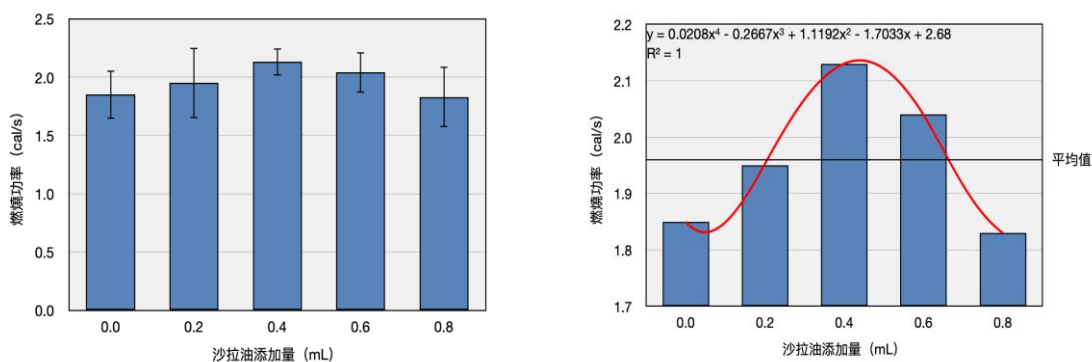 2.5
2.0
1.5
1.0
0.5
0.0
燃燒功率 (cal/s)
0.0 0.2 0.4 0.6 0.8
沙拉油添加量 (mL)
2.2
2.1
2.0
1.9
1.8
1.7
燃燒功率 (cal/s)
y = 0.0208x⁴ - 0.2667x³ + 1.1192x² - 1.7033x + 2.68
R² = 1
平均值
0.0 0.2 0.4 0.6 0.8
沙拉油添加量 (mL)